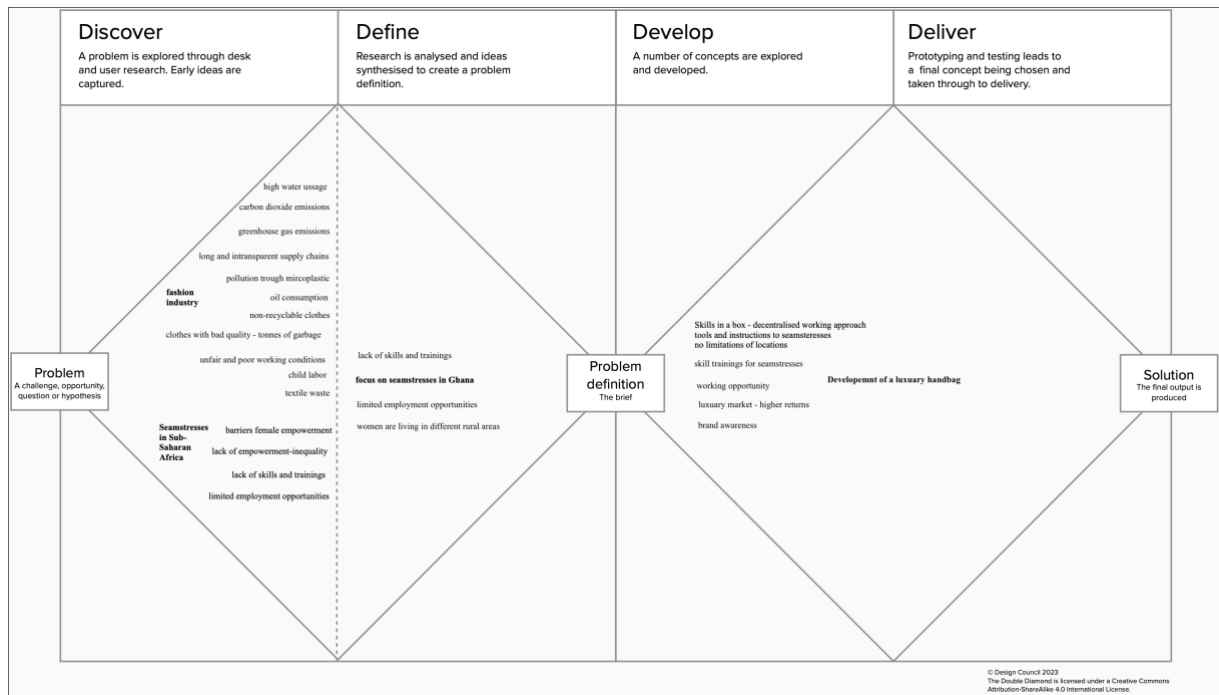 Discover
A problem is explored through desk
and user research. Early ideas are
captured.
Define
Research is analysed and ideas
synthesised to create a problem
definition.
Develop
A number of concepts are explored
and developed.
Deliver
Prototyping and testing leads to
a final concept being chosen and
taken through to delivery.
Problem
A challenge, opportunity,
question or hypothesis
high water ussage
carbon dioxide emissions
greenhouse gas emissions
long and intransparent supply chains
pollution trough mircoplastic
fashion
industry
oil consumption
non-recyclable clothes
clothes with bad quality - tonnes of garbage
unfair and poor working conditions
child labor
textile waste
Seamstresses
in Sub-
Saharan
Africa
barriers female empowerment
lack of empowerment-inequality
lack of skills and trainings
limited employment opportunities
lack of skills and trainings
focus on seamstresses in Ghana
limited employment opportunities
women are living in different rural areas
Problem
definition
The brief
Skills in a box - decentralised working approach
tools and instructions to seamsteresses
no limitations of locations
skill trainings for seamstresses
working opportunity
luxuary market - higher returns
brand awareness
Developemnt of a luxuary handbag
Solution
The final output is
produced
© Design Council 2023
The Double Diamond is licensed under a Creative Commons
Attribution-ShareAlike 4.0 International License.